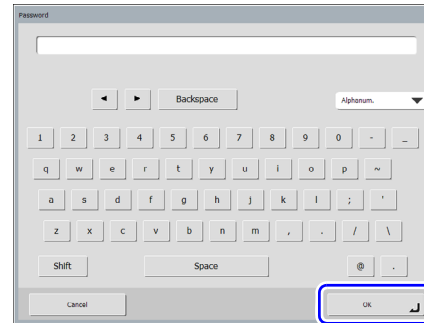 Password
◄ ► Backspace Alphanum.
1 2 3 4 5 6 7 8 9 0 - _
q w e r t y u i o p ~
a s d f g h j k l ; '
z x c v b n m , . / \
Shift Space @ .
Cancel OK